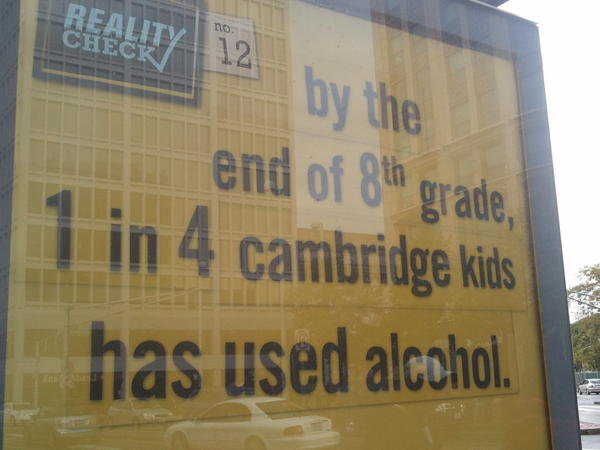 REALITY
CHECK
no.
12
by the
end of 8th grade,
1 in 4 cambridge kids
has used alcohol.